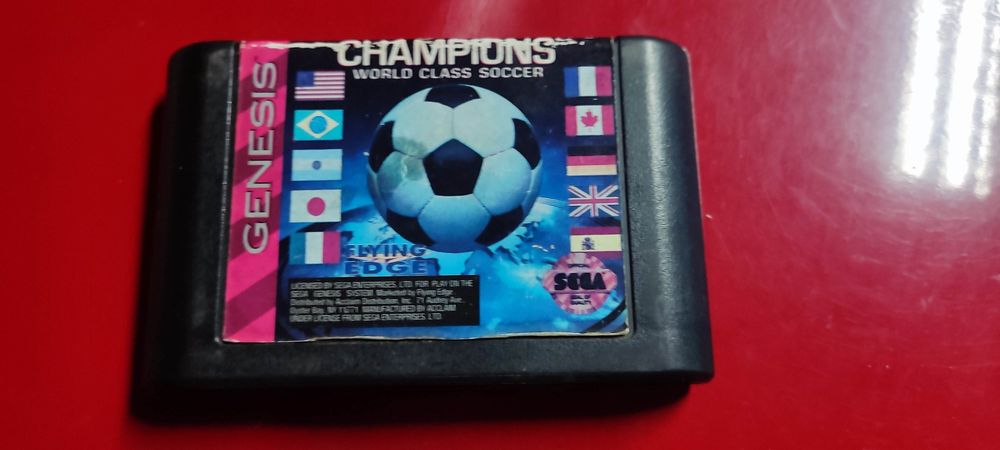 GENESIS
CHAMPIONS
WORLD CLASS SOCCER
FLYING
EDGE
LICENSED BY SEGA ENTERPRISES, LTD. FOR PLAY ON THE
SEGA GENESIS SYSTEM. Marketed by Flying Edge
Distributed by Acclaim Distribution, Inc. 71 Audrey Ave.
Oyster Bay, NY 11771 MANUFACTURED BY ACCLAIM
UNDER LICENSE FROM SEGA ENTERPRISES, LTD.
SEGA